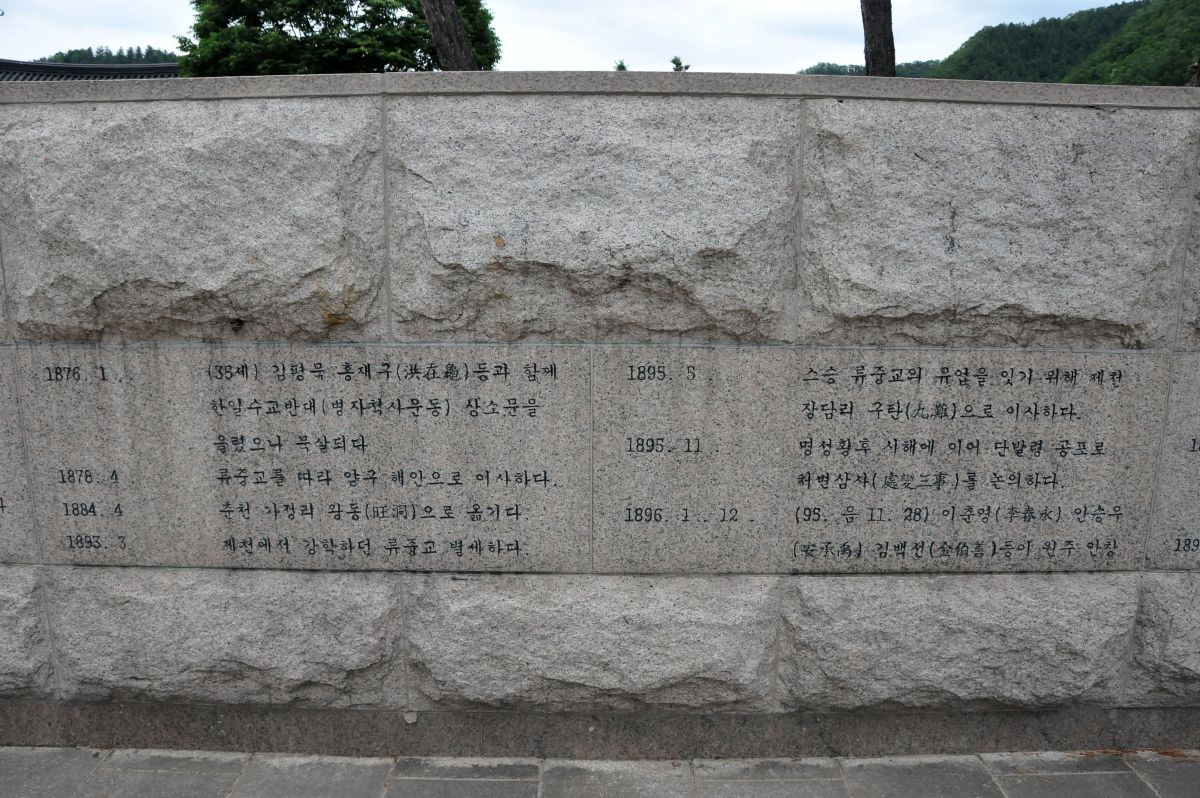 1876. 1 . (35세) 김평묵 홍재구(洪在龜)등과 함께
한일수교반대(병자척사운동) 상소문을
올렸으나 묵살되다
1878. 4 류중교를 따라 양구 해안으로 이사하다.
1884. 4 춘천 가정리 왕동(旺洞)으로 옮기다.
1893. 3 제천에서 강학하던 류중교 별세하다.
1895. 5 . 스승 류중교의 유업을 잇기 위해 제천
장담리 구탄(九灘)으로 이사하다.
1895. 11 . 명성황후 시해에 이어 단발령 공포로
처변삼사(處變三事)를 논의하다.
1896. 1 . 12 . (95. 음 11. 28) 이춘영(李春永) 안승우
(安承禹) 김백선(金伯善)등이 원주 안창